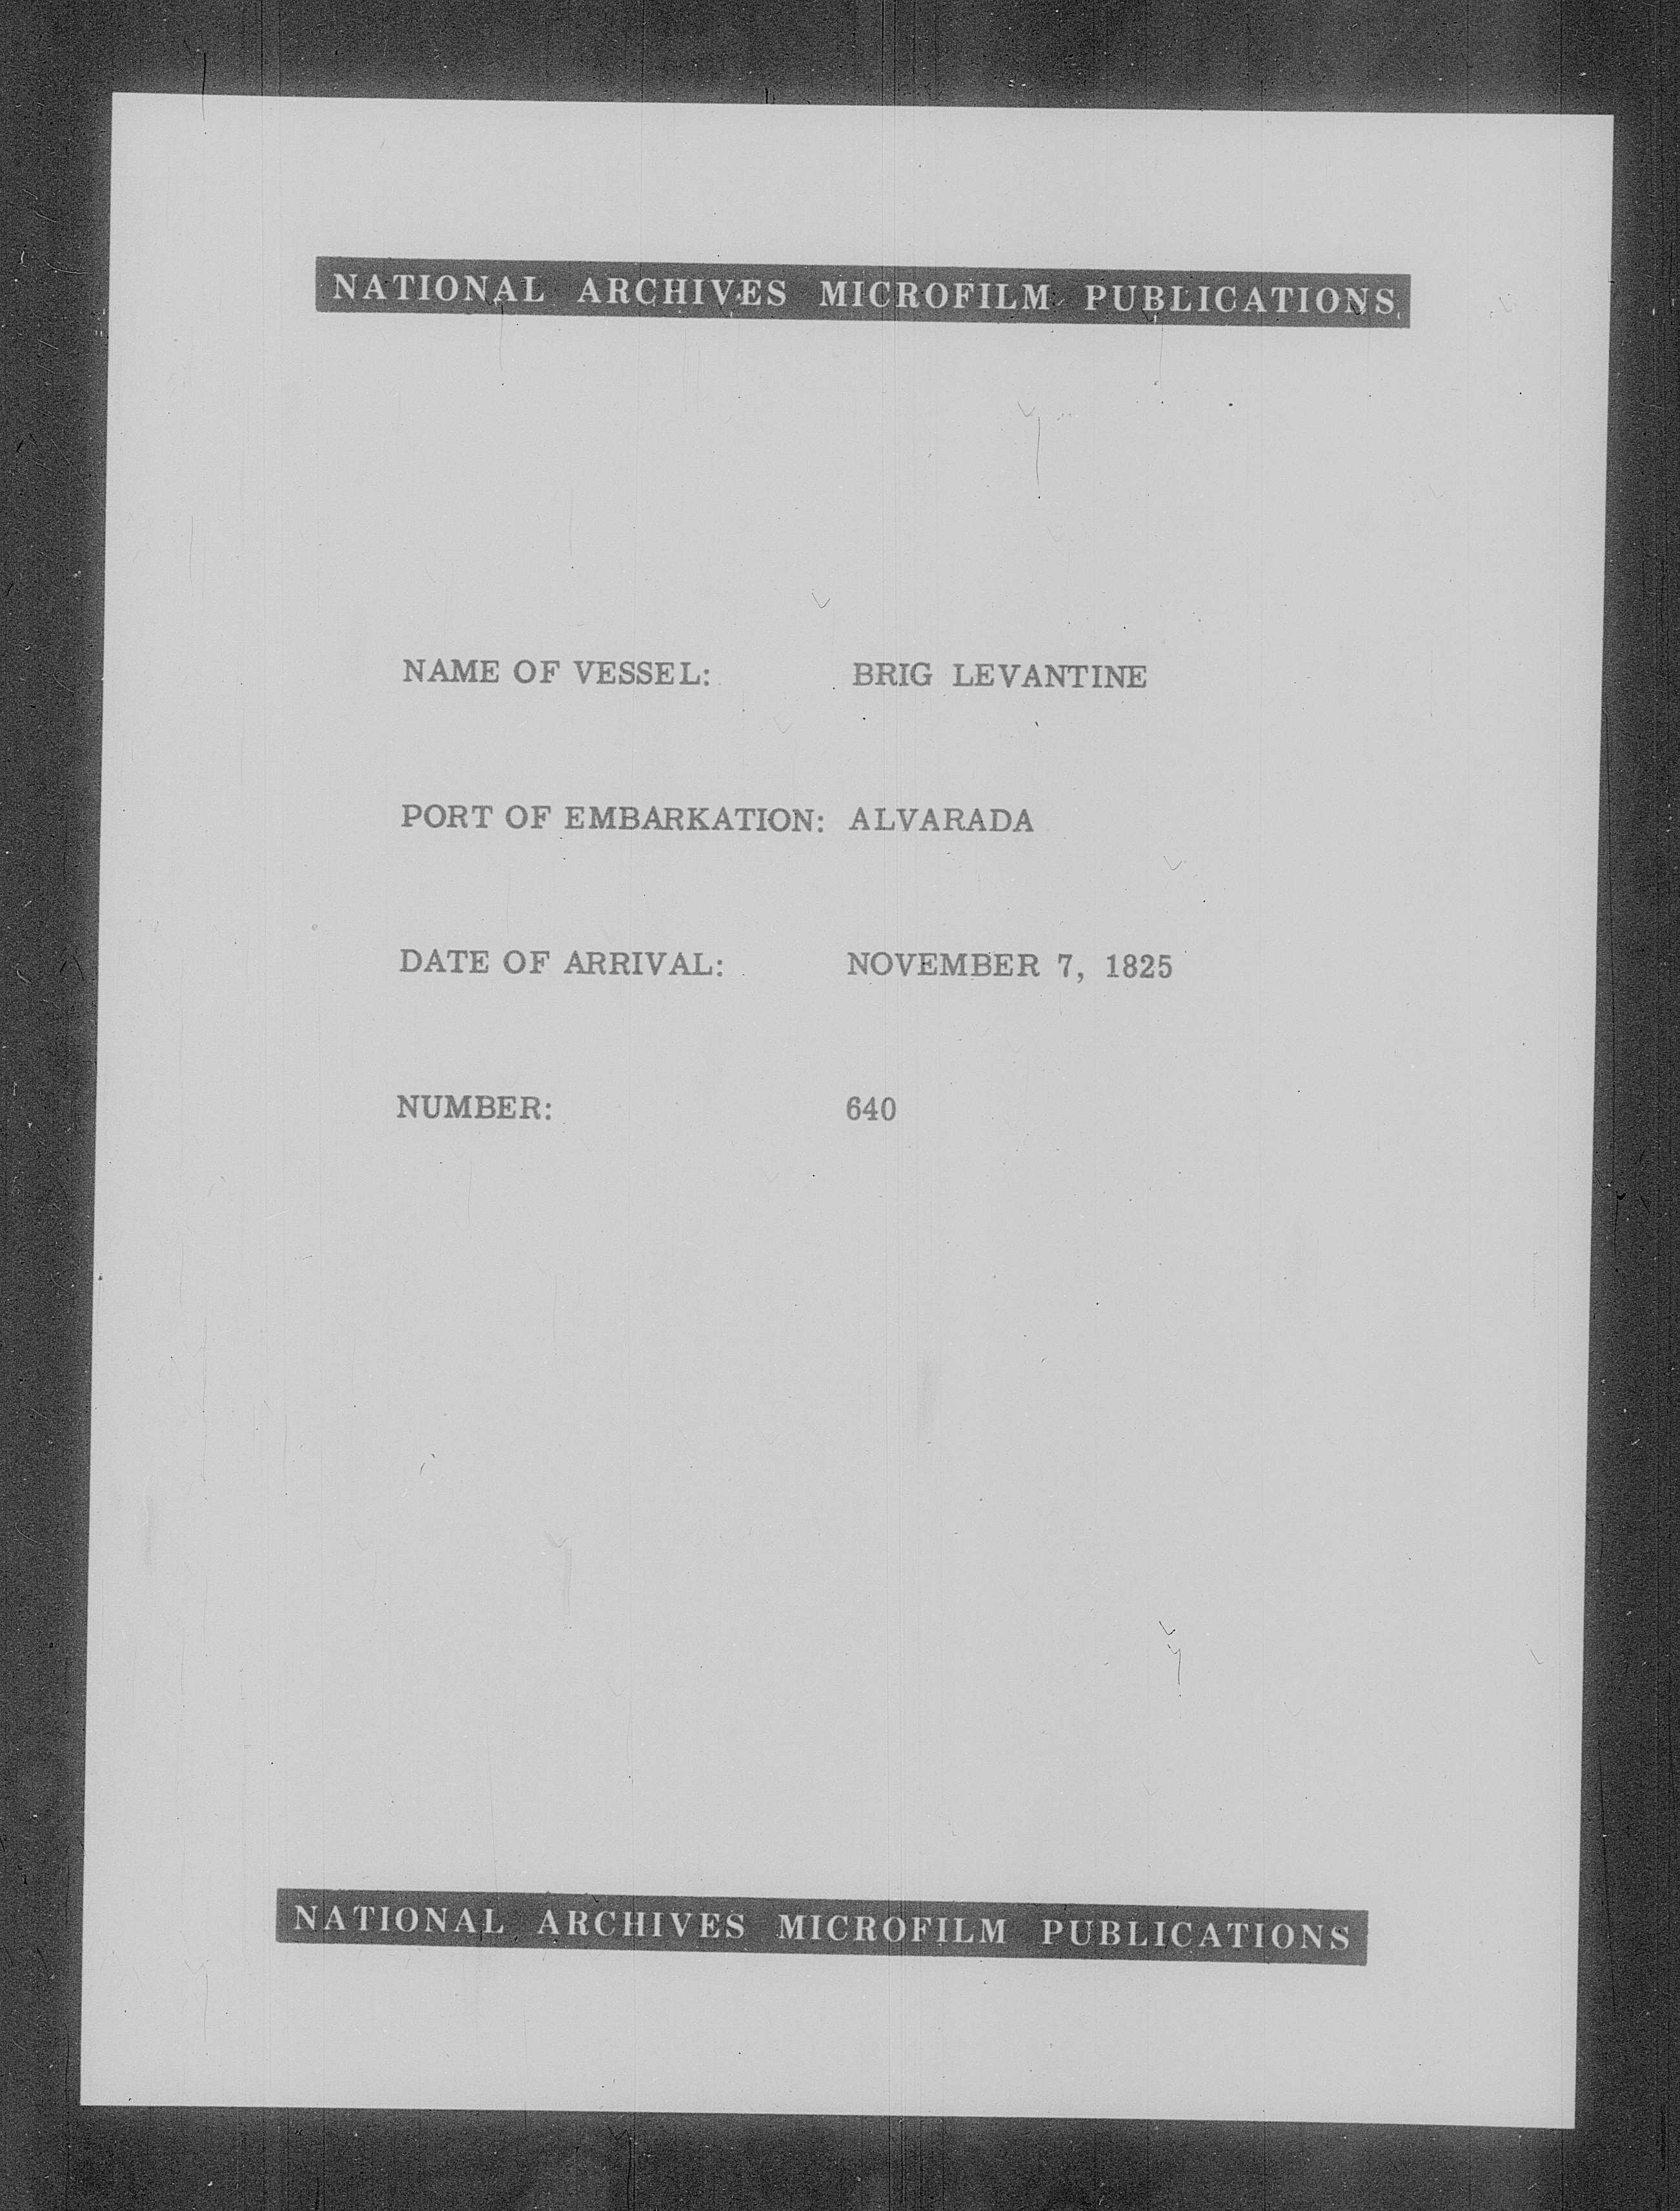 NATIONAL ARCHIVES MICROFILM PUBLICATIONS
NAME OF VESSEL: BRIG LEVANTINE
PORT OF EMBARKATION: ALVARADA
DATE OF ARRIVAL: NOVEMBER 7, 1825
NUMBER: 640
NATIONAL ARCHIVES MICROFILM PUBLICATIONS